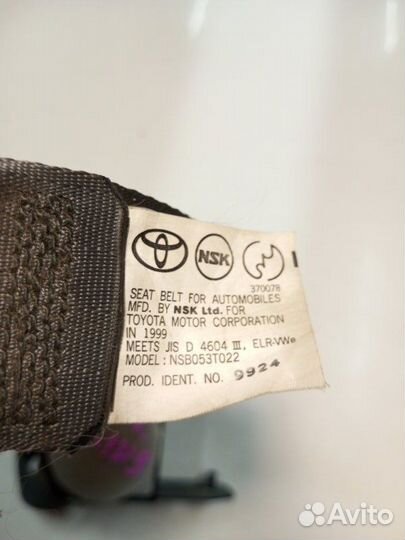 NSK
370078
SEAT BELT FOR AUTOMOBILES
MFD. BY NSK Ltd. FOR
TOYOTA MOTOR CORPORATION
IN 1999
MEETS JIS D 4604 III, ELR-VWe
MODEL: NSB053T022
PROD. IDENT. NO. 9924
Avito